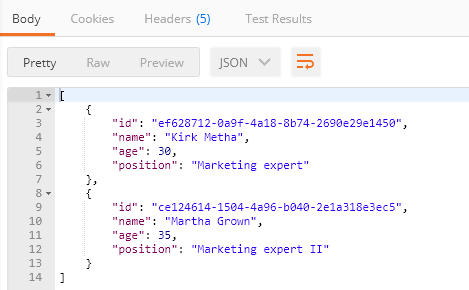 Body Cookies Headers (5) Test Results
Pretty Raw Preview JSON
1 [
2 {
3 "id": "ef628712-0a9f-4a18-8b74-2690e29e1450",
4 "name": "Kirk Metha",
5 "age": 30,
6 "position": "Marketing expert"
7 },
8 {
9 "id": "ce124614-1504-4a96-b040-2e1a318e3ec5",
10 "name": "Martha Grown",
11 "age": 35,
12 "position": "Marketing expert II"
13 }
14 ]